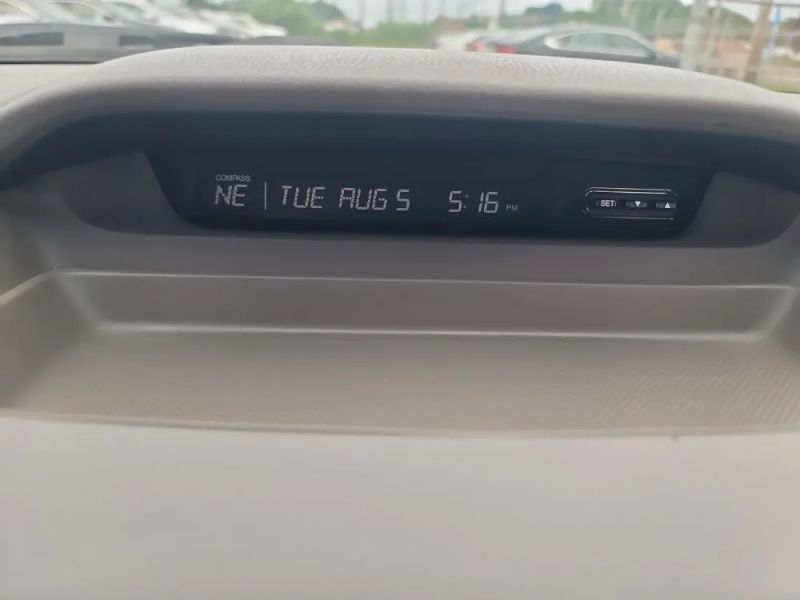 COMPASS
NE | TUE AUG 5 5:16 PM SET ▼ ▲